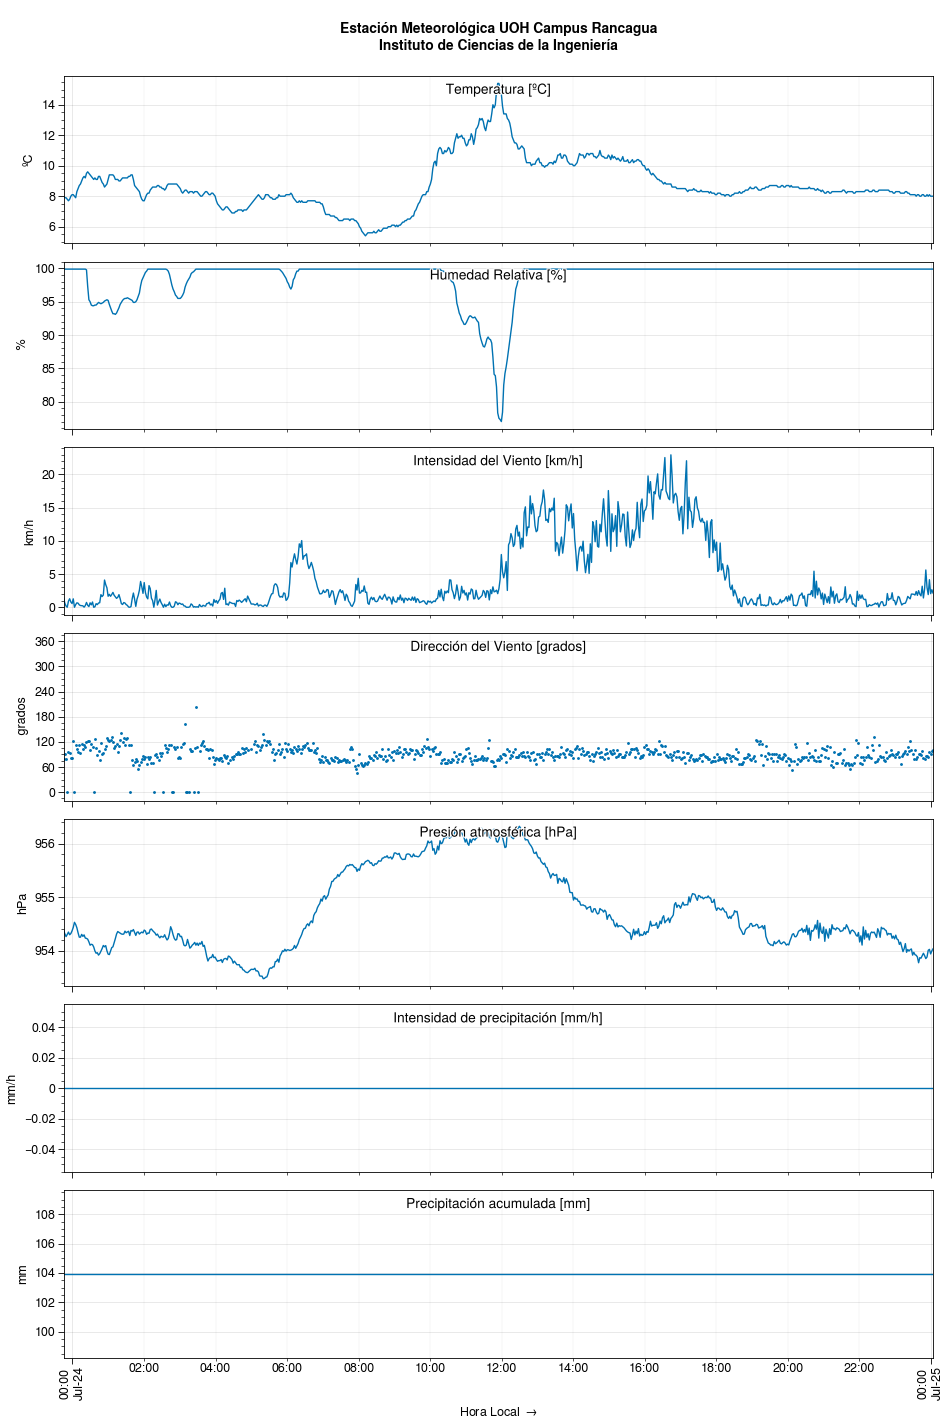 Estación Meteorológica UOH Campus Rancagua
Instituto de Ciencias de la Ingeniería
Temperatura [ºC]
14
12
10
8
6
ºC
Humedad Relativa [%]
100
95
90
85
80
%
Intensidad del Viento [km/h]
20
15
10
5
0
km/h
Dirección del Viento [grados]
360
300
240
180
120
60
0
grados
Presión atmosférica [hPa]
956
955
954
hPa
Intensidad de precipitación [mm/h]
0.04
0.02
0
−0.02
−0.04
mm/h
Precipitación acumulada [mm]
108
106
104
102
100
mm
00:00 02:00 04:00 06:00 08:00 10:00 12:00 14:00 16:00 18:00 20:00 22:00 00:00
Jul-24 Jul-25
Hora Local →